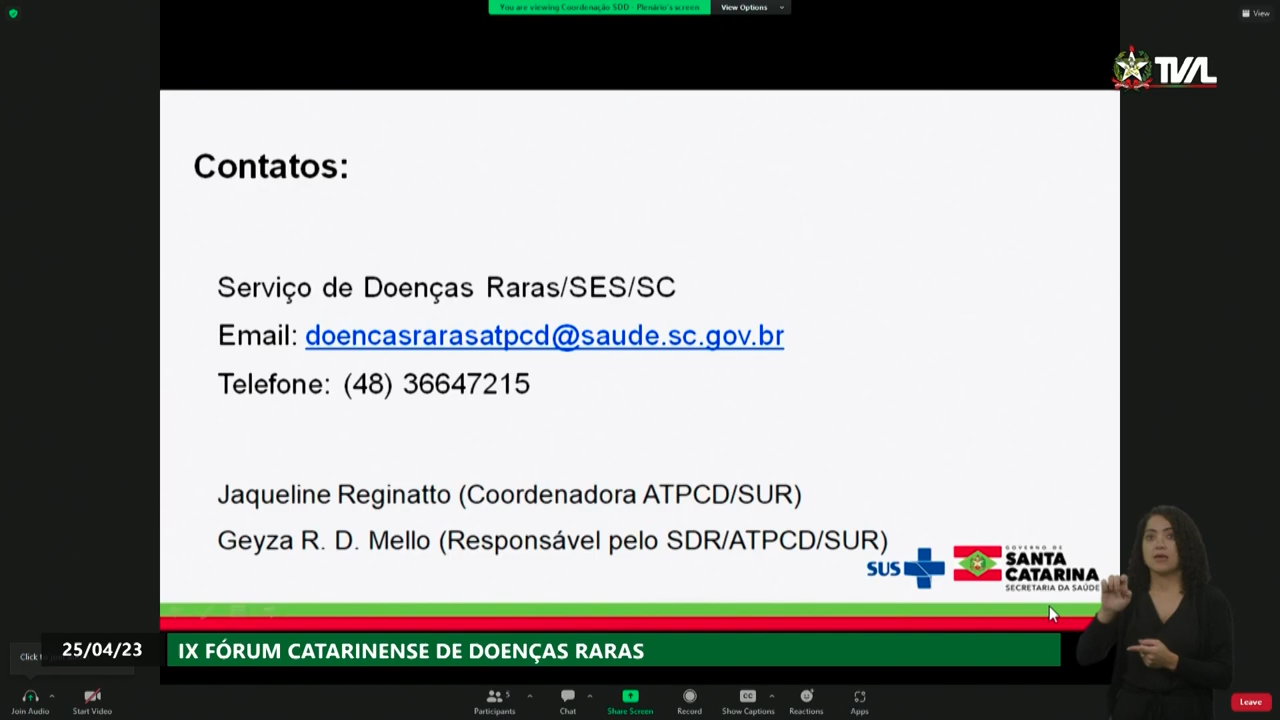 You are viewing Coordenação SDD - Plenário's screen
View Options
View
TVAL
Contatos:
Serviço de Doenças Raras/SES/SC
Email: doencasrarasatpcd@saude.sc.gov.br
Telefone: (48) 36647215
Jaqueline Reginatto (Coordenadora ATPCD/SUR)
Geyza R. D. Mello (Responsável pelo SDR/ATPCD/SUR)
SUS
GOVERNO DE
SANTA
CATARINA
SECRETARIA DA SAÚDE
25/04/23
IX FÓRUM CATARINENSE DE DOENÇAS RARAS
Join Audio
Start Video
5
Participants
Chat
Share Screen
Record
CC
Show Captions
Reactions
Apps
Leave